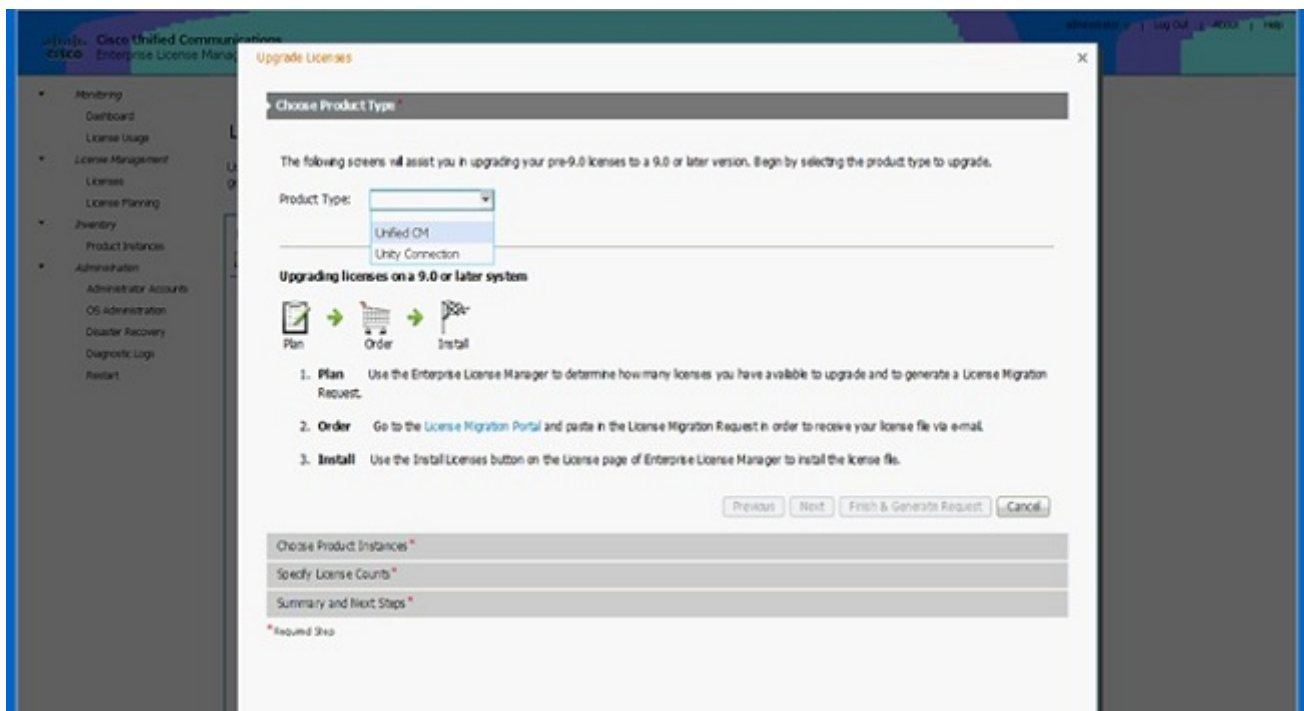 Cisco Unified Communications
cisco Enterprise License Manag
administrator | Log Out | About | Help
Monitoring
Dashboard
License Usage
License Management
Licenses
License Planning
Inventory
Product Instances
Administration
Administrator Accounts
OS Administration
Disaster Recovery
Diagnostic Logs
Restart
Upgrade Licenses
Choose Product Type *
The following screens will assist you in upgrading your pre-9.0 licenses to a 9.0 or later version. Begin by selecting the product type to upgrade.
Product Type:
Unified CM
Unity Connection
Upgrading licenses on a 9.0 or later system
Plan Order Install
1. Plan Use the Enterprise License Manager to determine how many licenses you have available to upgrade and to generate a License Migration
Request.
2. Order Go to the License Migration Portal and paste in the License Migration Request in order to receive your license file via e-mail.
3. Install Use the Install Licenses button on the License page of Enterprise License Manager to install the license file.
Previous Next Finish & Generate Request Cancel
Choose Product Instances *
Specify License Counts *
Summary and Next Steps *
* Required Step